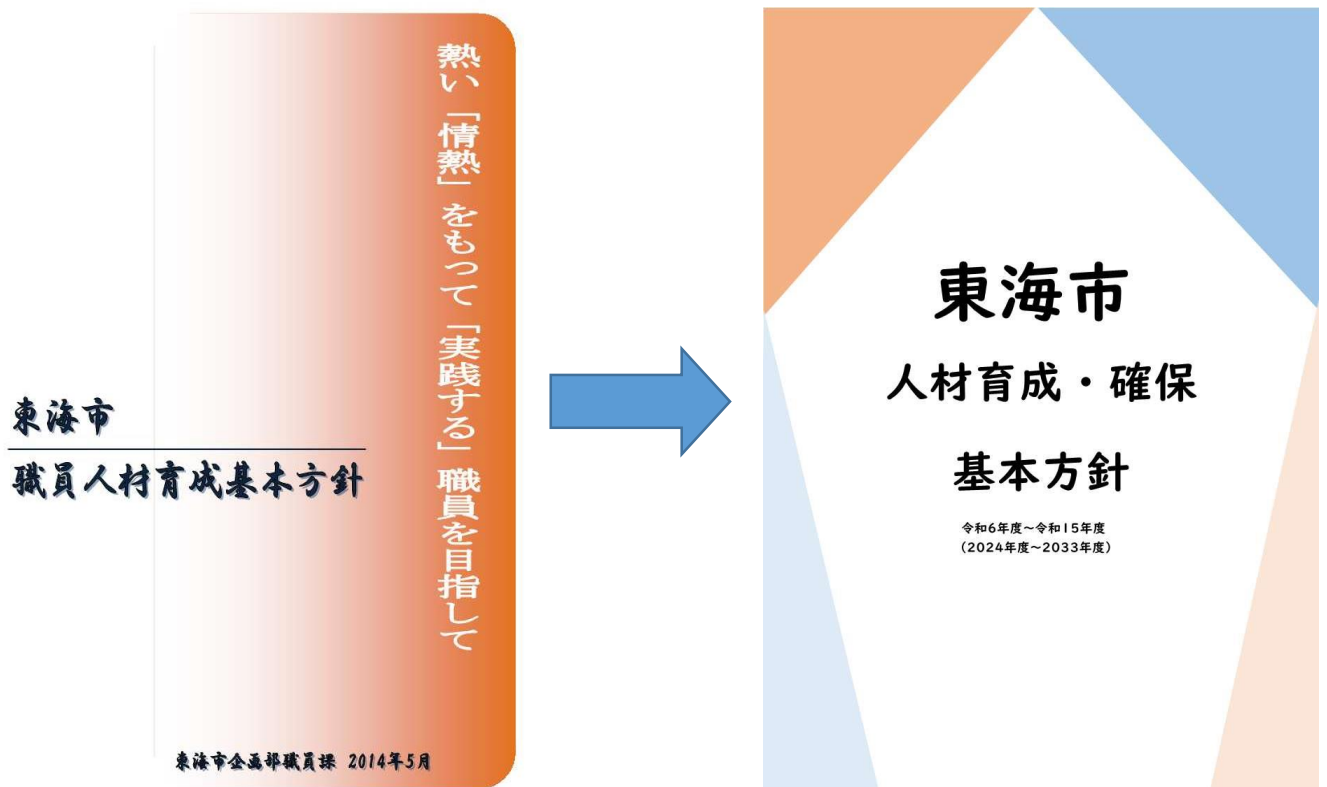 熱い「情熱」をもって「実践する」職員を目指して
東海市
職員人材育成基本方針
東海市企画部職員課 2014年5月
東海市
人材育成・確保
基本方針
令和6年度~令和15年度
(2024年度~2033年度)